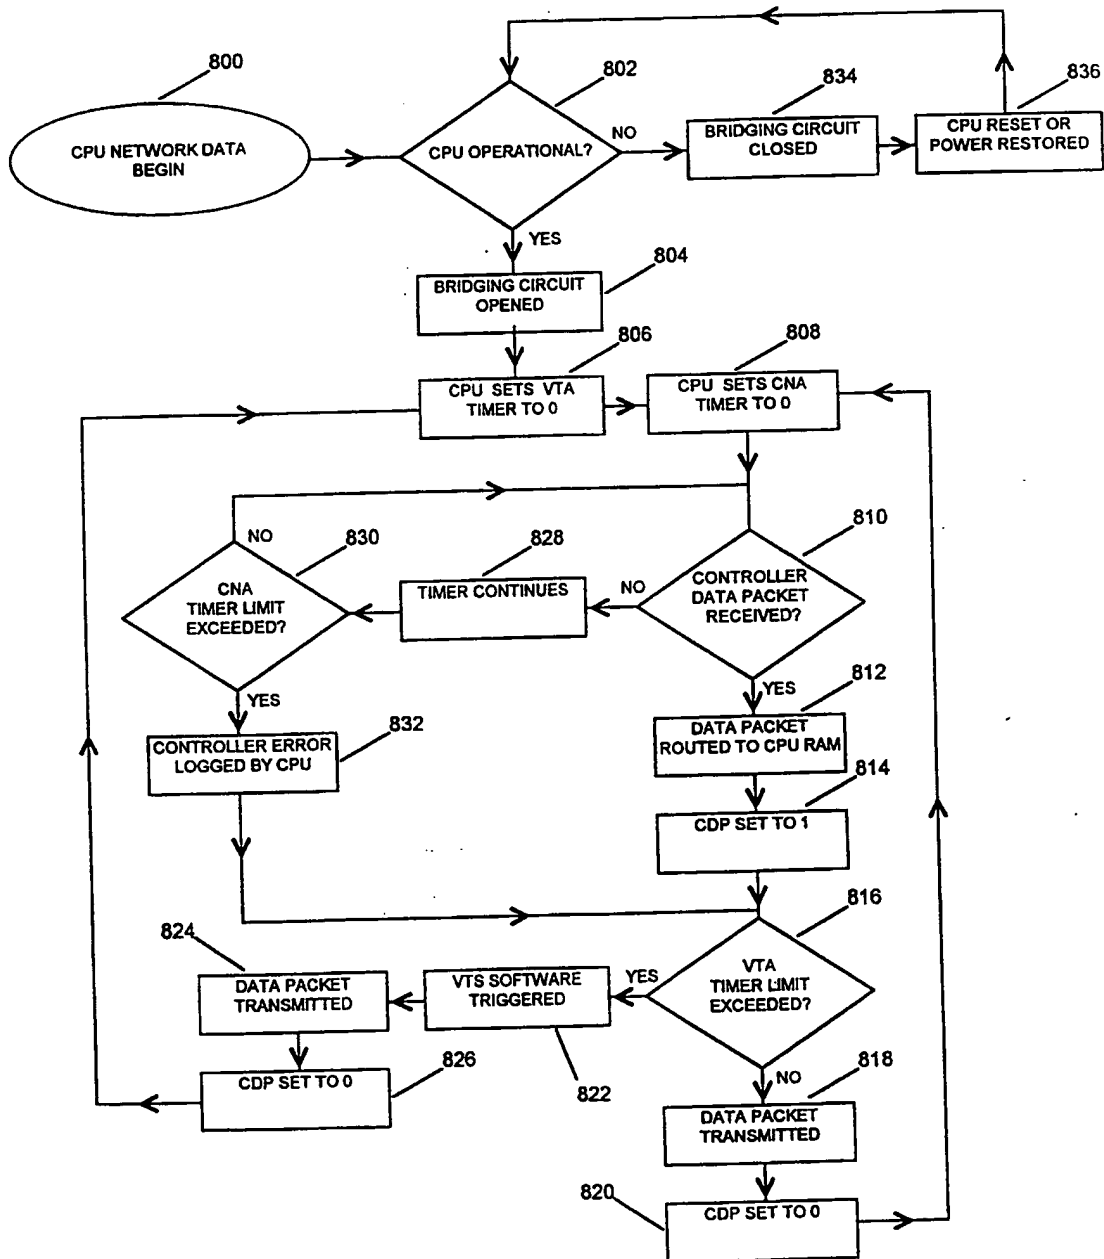 800
CPU NETWORK DATA
BEGIN
802
CPU OPERATIONAL?
NO
834
BRIDGING CIRCUIT
CLOSED
836
CPU RESET OR
POWER RESTORED
YES
804
BRIDGING CIRCUIT
OPENED
806
CPU SETS VTA
TIMER TO 0
808
CPU SETS CNA
TIMER TO 0
810
CONTROLLER
DATA PACKET
RECEIVED?
NO
828
TIMER CONTINUES
830
CNA
TIMER LIMIT
EXCEEDED?
NO
YES
832
CONTROLLER ERROR
LOGGED BY CPU
YES
812
DATA PACKET
ROUTED TO CPU RAM
814
CDP SET TO 1
816
VTA
TIMER LIMIT
EXCEEDED?
YES
VTS SOFTWARE
TRIGGERED
822
824
DATA PACKET
TRANSMITTED
826
CDP SET TO 0
NO
818
DATA PACKET
TRANSMITTED
820
CDP SET TO 0